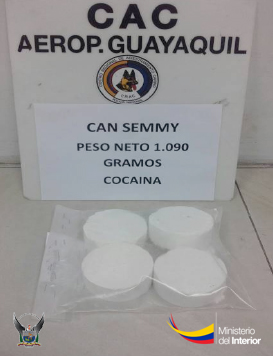 CAC
AEROP. GUAYAQUIL
CAN SEMMY
PESO NETO 1.090
GRAMOS
COCAINA
Ministerio
del Interior